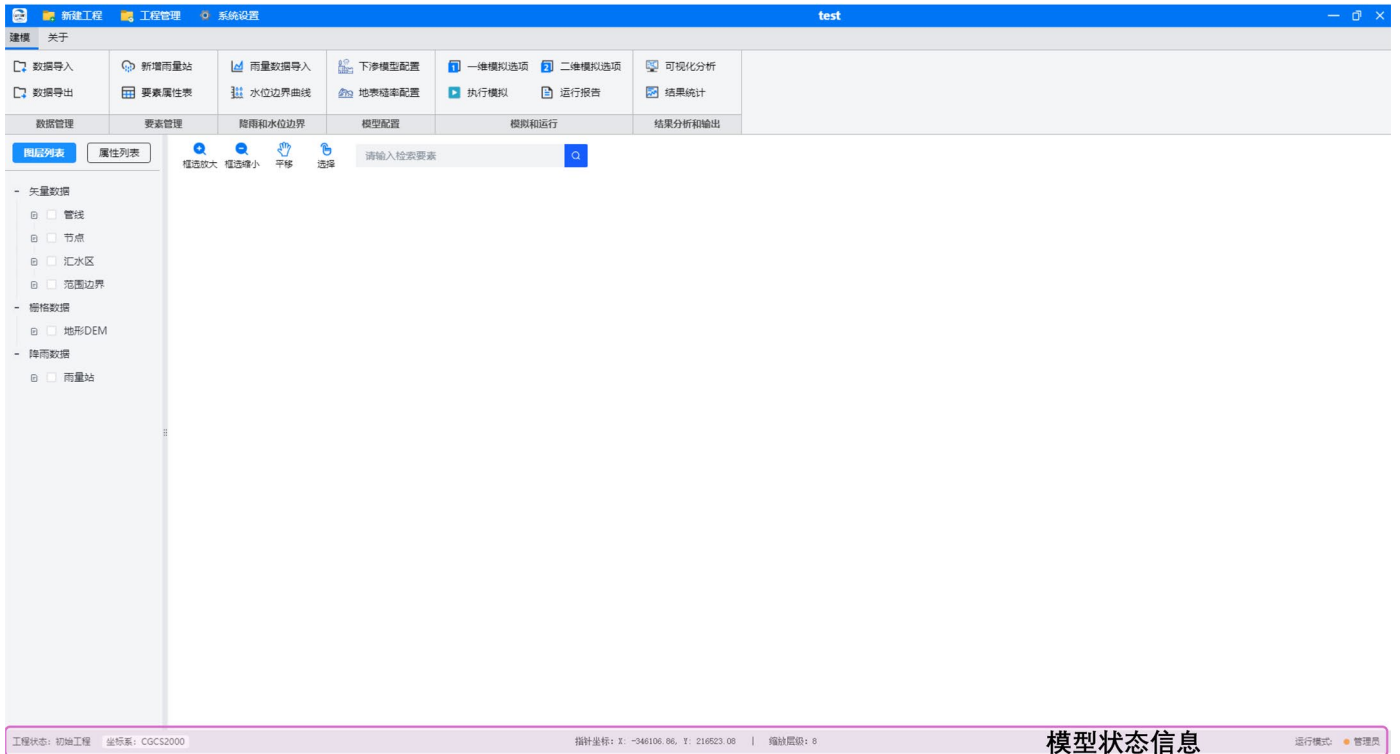 新建工程 工程管理 系统设置 test
建模 关于
数据导入 新增雨量站 雨量数据导入 下渗模型配置 1 一维模拟选项 2 二维模拟选项 可视化分析
数据导出 要素属性表 水位边界曲线 地表糙率配置 执行模拟 运行报告 结果统计
数据管理 要素管理 降雨和水位边界 模型配置 模拟和运行 结果分析和输出
图层列表 属性列表 框选放大 框选缩小 平移 选择 请输入检索要素
- 矢量数据
管线
节点
汇水区
范围边界
- 栅格数据
地形DEM
- 降雨数据
雨量站
工程状态: 初始工程 坐标系: CGCS2000 指针坐标: X: -346106.86, Y: 216523.08 | 缩放层级: 8 模型状态信息 运行模式: 管理员